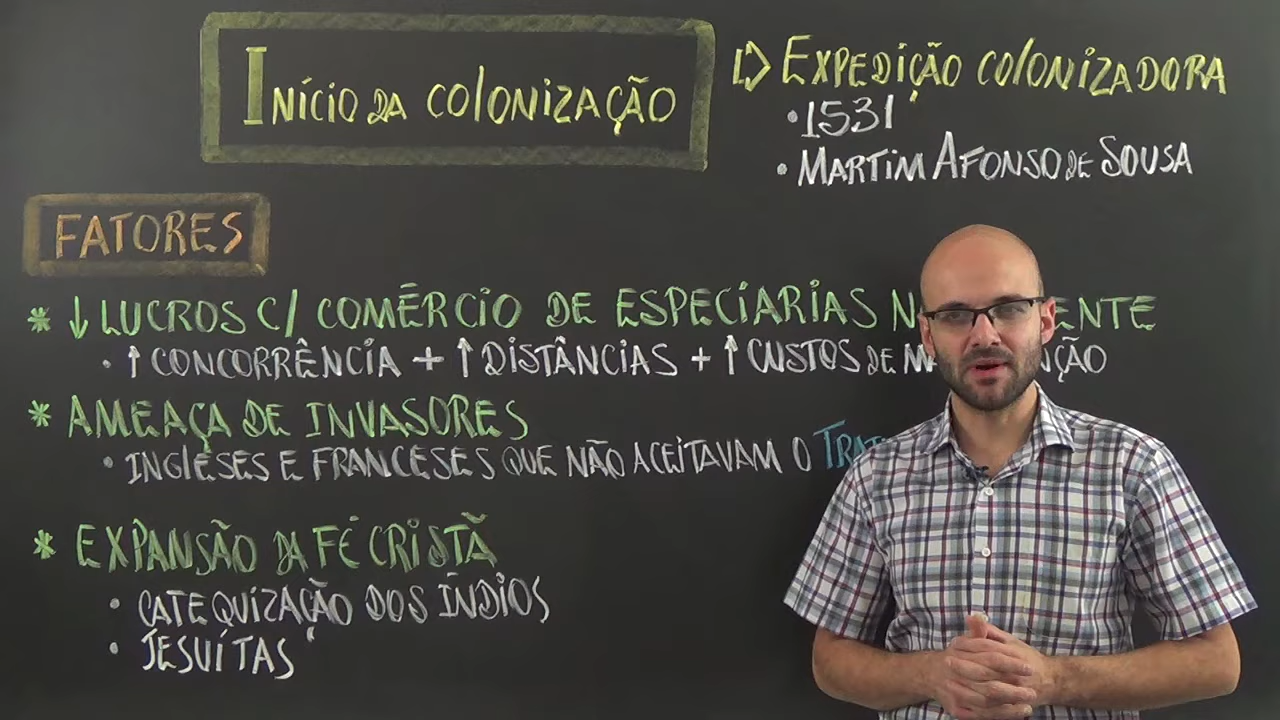 INÍCIO DA COLONIZAÇÃO
⇨ EXPEDIÇÃO COLONIZADORA
• 1531
• MARTIM AFONSO DE SOUSA
FATORES
* ↓ LUCROS C/ COMÉRCIO DE ESPECIARIAS
• ↑ CONCORRÊNCIA + ↑ DISTÂNCIAS + ↑ CUSTOS DE
* AMEAÇA DE INVASORES
• INGLESES E FRANCESES QUE NÃO ACEITAVAM O
* EXPANSÃO DA FÉ CRISTÃ
• CATEQUIZAÇÃO DOS ÍNDIOS
• JESUÍTAS